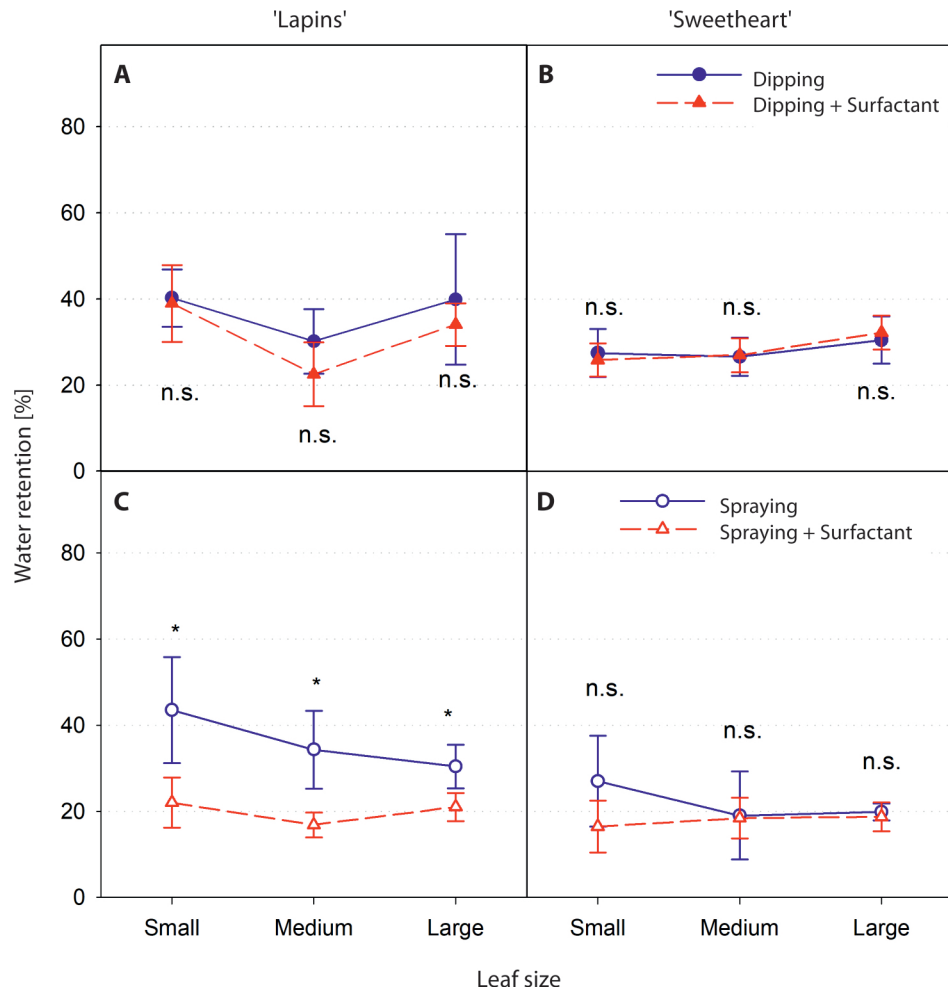 'Lapins'
'Sweetheart'
A
B
Dipping
Dipping + Surfactant
80
60
40
20
0
n.s.
n.s.
n.s.
n.s.
n.s.
n.s.
Water retention [%]
C
D
Spraying
Spraying + Surfactant
80
60
40
20
0
*
*
*
n.s.
n.s.
n.s.
Small
Medium
Large
Small
Medium
Large
Leaf size